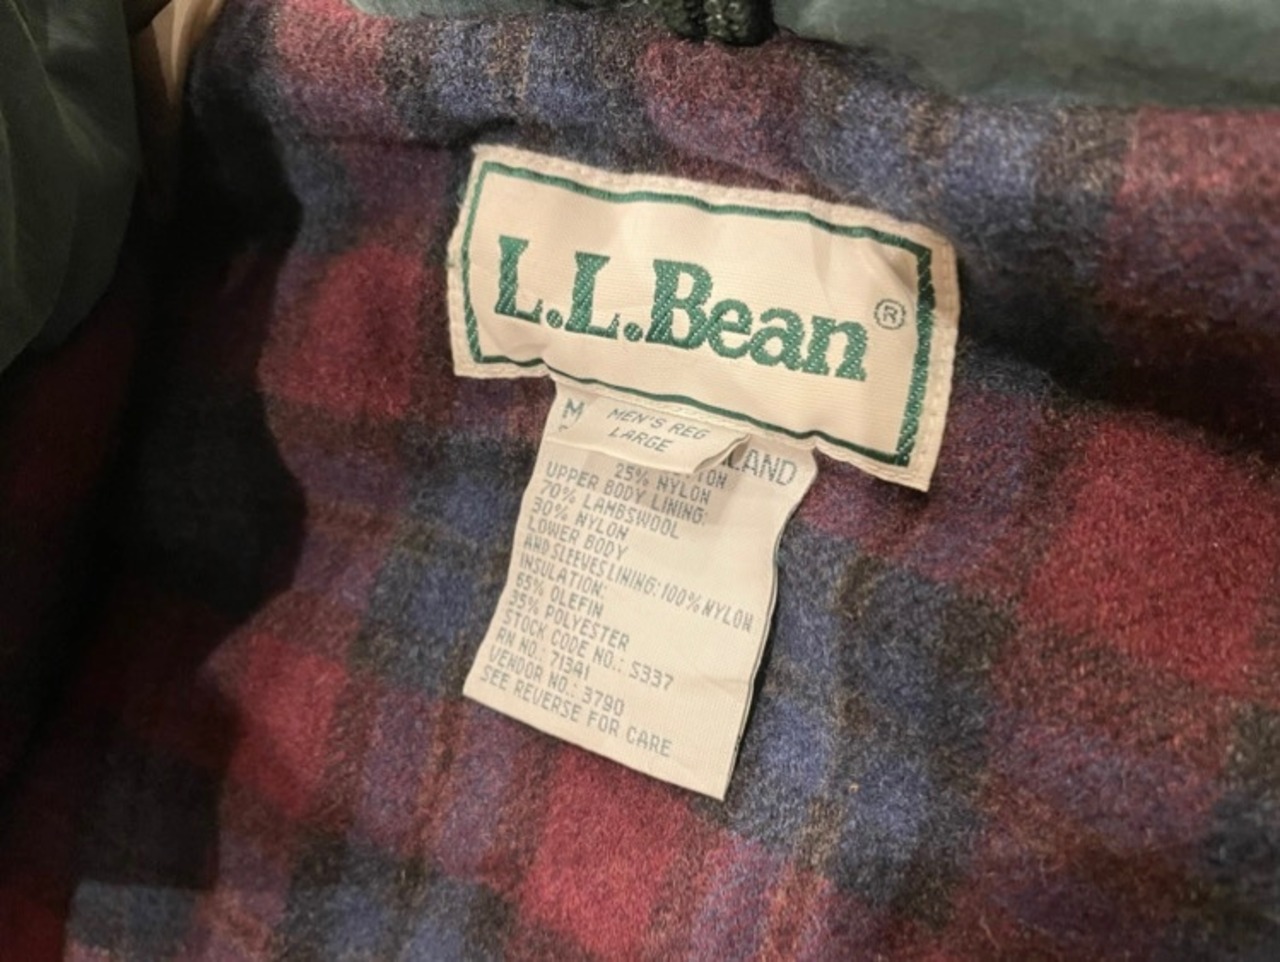 L.L.Bean®
MEN'S REG
LARGE
M
LAND
25% NYLON
UPPER BODY LINING:
70% LAMBSWOOL
30% NYLON
LOWER BODY
AND SLEEVES LINING: 100% NYLON
INSULATION:
65% OLEFIN
35% POLYESTER
STOCK CODE NO.: S337
RN NO.: 71341
VENDOR NO.: 3790
SEE REVERSE FOR CARE